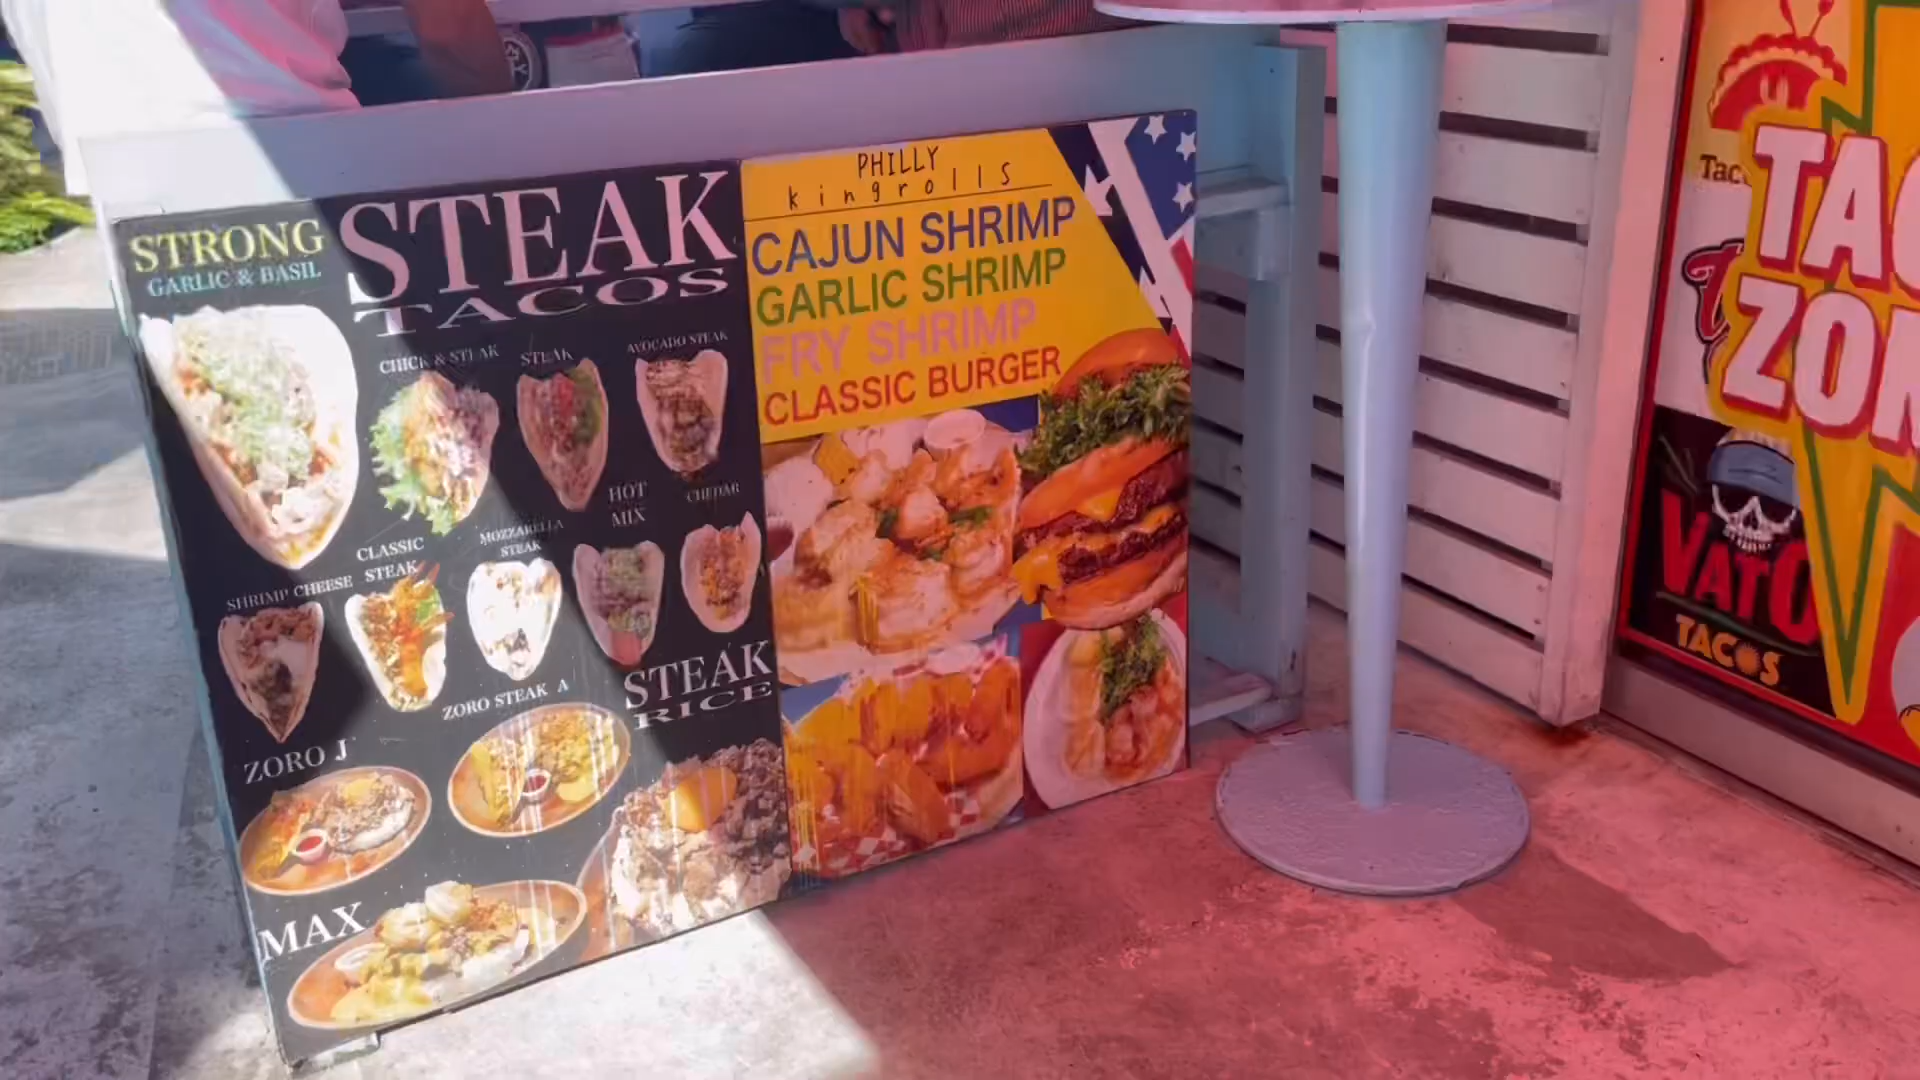 STRONG
GARLIC & BASIL
STEAK
TACOS
CHICK & STEAK
STEAK
AVOCADO STEAK
HOT
MIX
CHEDAR
SHRIMP CHEESE
CLASSIC
STEAK
MOZZARELLA
STEAK
ZORO J
ZORO STEAK A
STEAK
RICE
MAX
PHILLY
kingrolls
CAJUN SHRIMP
GARLIC SHRIMP
FRY SHRIMP
CLASSIC BURGER
TAC
ZON
VATO
TACOS